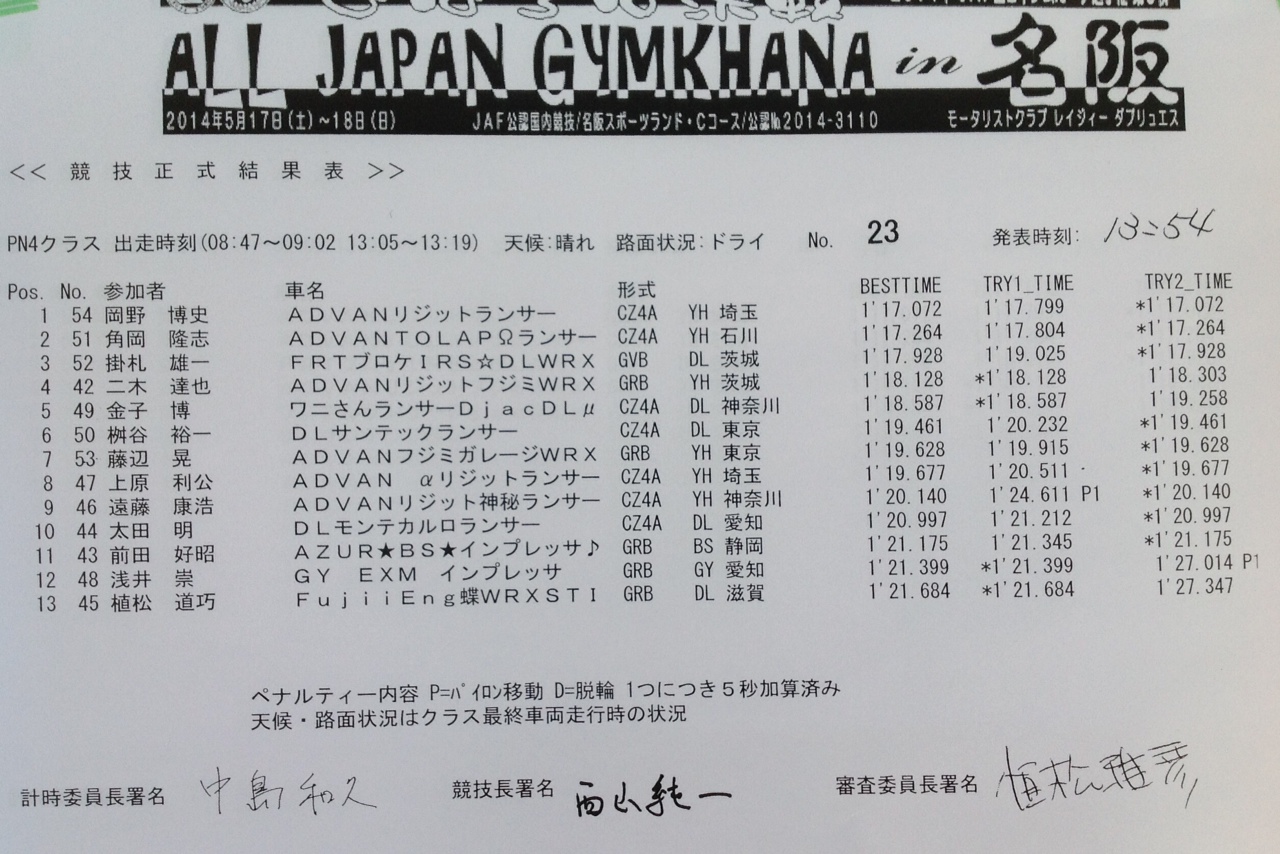 ALL JAPAN GYMKHANA in 名阪
2014年5月17日(土)~18日(日) JAF公認国内競技/名阪スポーツランド・Cコース/公認№2014-3110 モータリストクラブ レイジィー ダブリュエス
<< 競技正式結果表 >>
PN4クラス 出走時刻(08:47~09:02 13:05~13:19) 天候:晴れ 路面状況:ドライ No. 23 発表時刻: 13:54
Pos. No. 参加者 車名 形式 BESTTIME TRY1_TIME TRY2_TIME
1 54 岡野 博史 ADVANリジットランサー CZ4A YH 埼玉 1'17.072 1'17.799 *1'17.072
2 51 角岡 隆志 ADVANTOLAPΩランサー CZ4A YH 石川 1'17.264 1'17.804 *1'17.264
3 52 掛札 雄一 FRTブロケIRS☆DLWRX GVB DL 茨城 1'17.928 1'19.025 *1'17.928
4 42 二木 達也 ADVANリジットフジミWRX GRB YH 茨城 1'18.128 *1'18.128 1'18.303
5 49 金子 博 ワニさんランサーDjacDLμ CZ4A DL 神奈川 1'18.587 *1'18.587 1'19.258
6 50 桝谷 裕一 DLサンテックランサー CZ4A DL 東京 1'19.461 1'20.232 *1'19.461
7 53 藤辺 晃 ADVANフジミガレージWRX GRB YH 東京 1'19.628 1'19.915 *1'19.628
8 47 上原 利公 ADVAN αリジットランサー CZ4A YH 埼玉 1'19.677 1'20.511 *1'19.677
9 46 遠藤 康浩 ADVANリジット神秘ランサー CZ4A YH 神奈川 1'20.140 1'24.611 P1 *1'20.140
10 44 太田 明 DLモンテカルロランサー CZ4A DL 愛知 1'20.997 1'21.212 *1'20.997
11 43 前田 好昭 AZUR★BS★インプレッサ♪ GRB BS 静岡 1'21.175 1'21.345 *1'21.175
12 48 浅井 崇 GY EXM インプレッサ GRB GY 愛知 1'21.399 *1'21.399 1'27.014 P1
13 45 植松 道巧 FujiiEng蝶WRXSTI GRB DL 滋賀 1'21.684 *1'21.684 1'27.347
ペナルティー内容 P=ﾊﾟｲﾛﾝ移動 D=脱輪 1つにつき5秒加算済み
天候・路面状況はクラス最終車両走行時の状況
計時委員長署名 中島和久 競技長署名 西山純一 審査委員長署名 植松雅彦